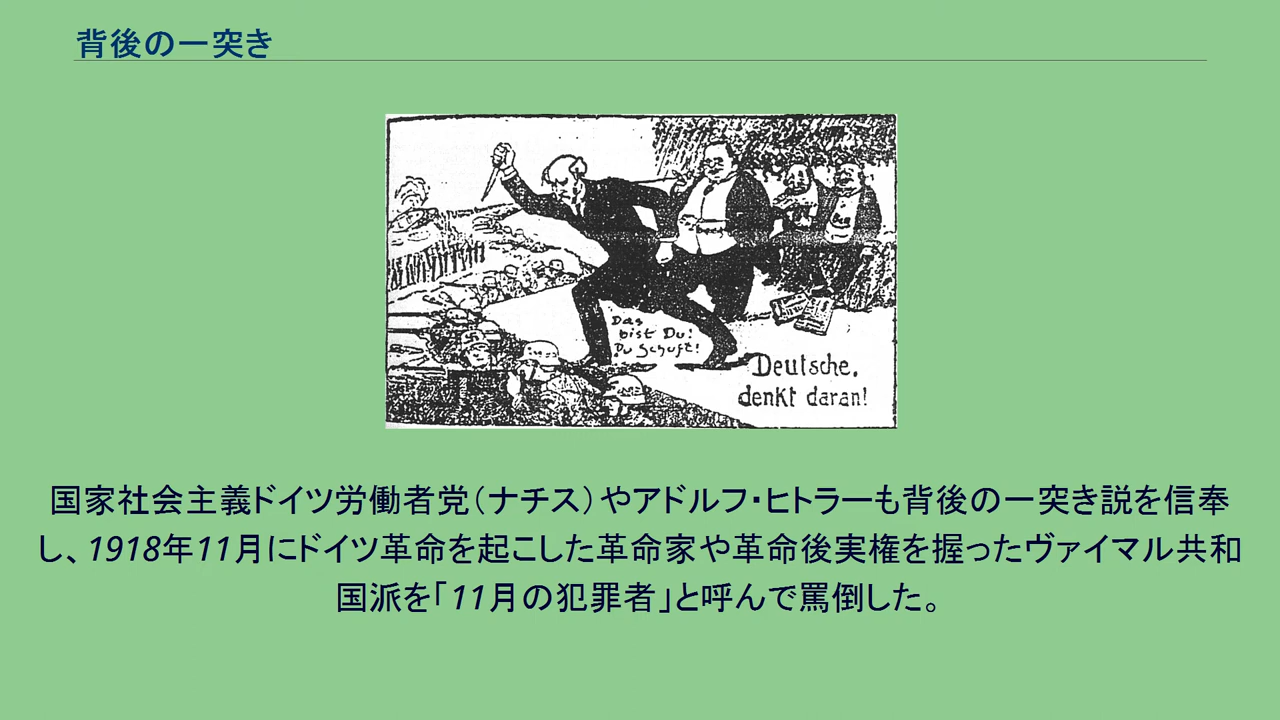 背後の一突き
Das
bist Du!
Du Schuft!
Deutsche,
denkt daran!
国家社会主義ドイツ労働者党(ナチス)やアドルフ・ヒトラーも背後の一突き説を信奉
し、1918年11月にドイツ革命を起こした革命家や革命後実権を握ったヴァイマル共和
国派を「11月の犯罪者」と呼んで罵倒した。